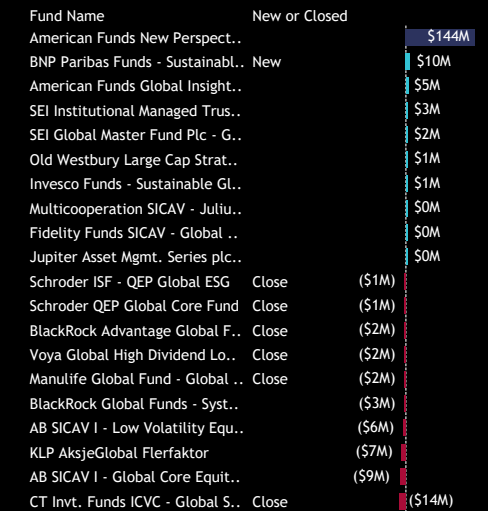 Fund Name New or Closed
American Funds New Perspect.. $144M
BNP Paribas Funds - Sustainabl.. New $10M
American Funds Global Insight.. $5M
SEI Institutional Managed Trus.. $3M
SEI Global Master Fund Plc - G.. $2M
Old Westbury Large Cap Strat.. $1M
Invesco Funds - Sustainable Gl.. $1M
Multicooperation SICAV - Juliu.. $0M
Fidelity Funds SICAV - Global .. $0M
Jupiter Asset Mgmt. Series plc.. $0M
Schroder ISF - QEP Global ESG Close ($1M)
Schroder QEP Global Core Fund Close ($1M)
BlackRock Advantage Global F.. Close ($2M)
Voya Global High Dividend Lo.. Close ($2M)
Manulife Global Fund - Global .. Close ($2M)
BlackRock Global Funds - Syst.. ($3M)
AB SICAV I - Low Volatility Equ.. ($6M)
KLP AksjeGlobal Flerfaktor ($7M)
AB SICAV I - Global Core Equit.. ($9M)
CT Invt. Funds ICVC - Global S.. Close ($14M)